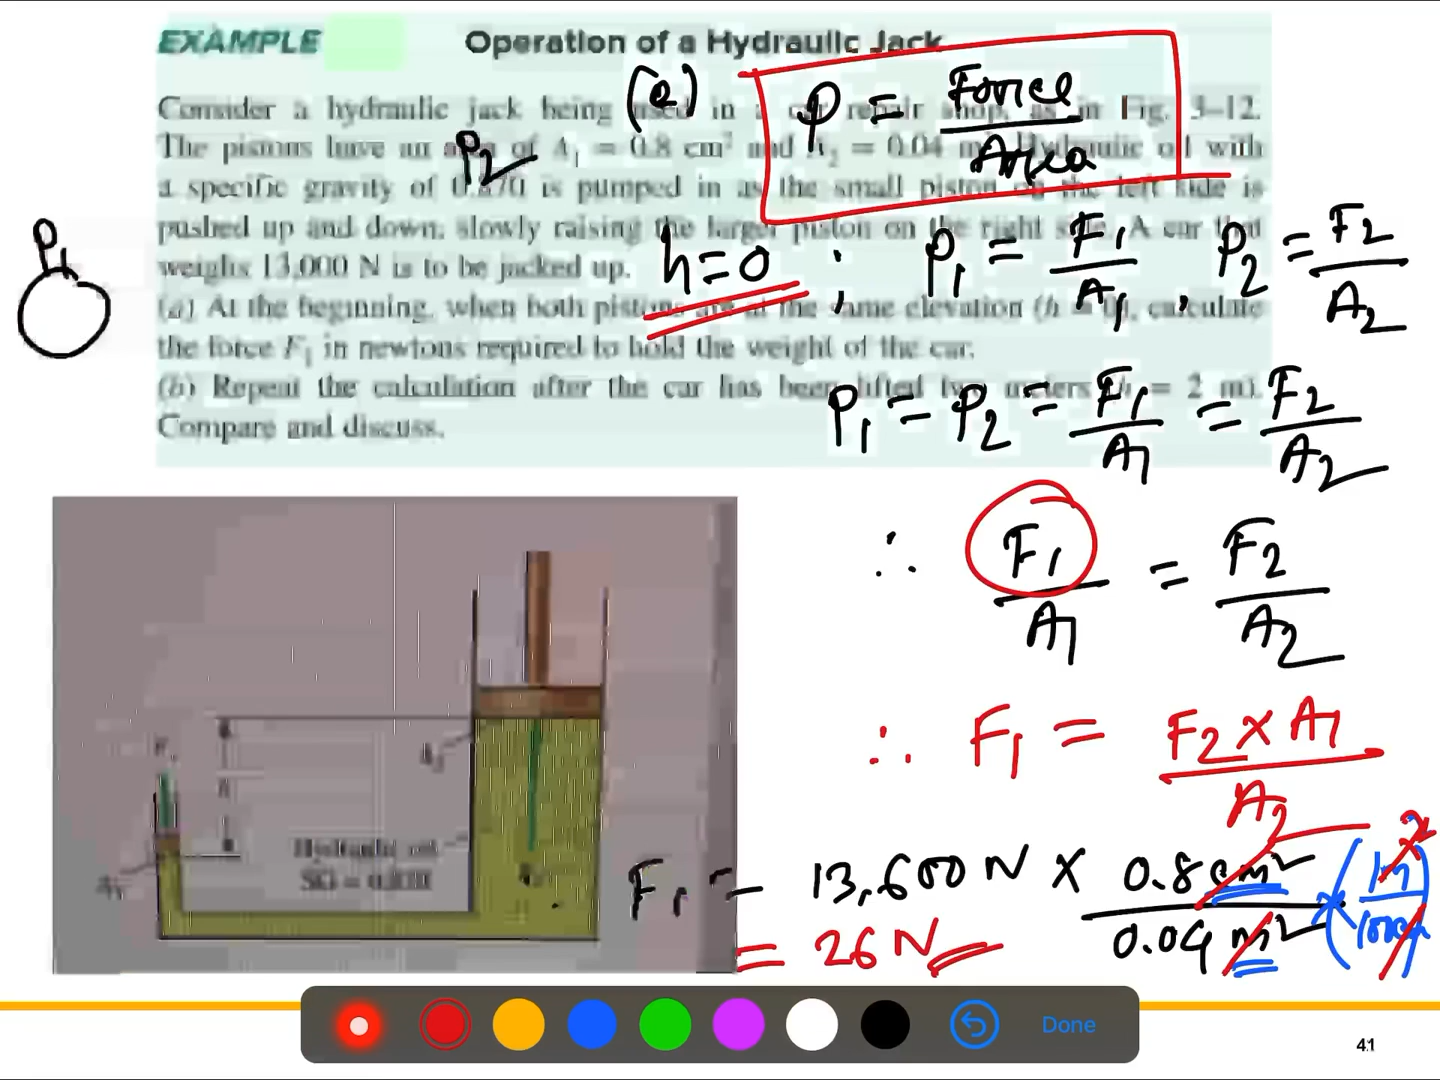 EXAMPLE Operation of a Hydraulic Jack
(a) P = Force / Area
Consider a hydraulic jack being used in a car repair shop, as in Fig. 3–12.
The pistons have an area of A₁ = 0.8 cm² and A₂ = 0.04 m². Hydraulic oil with
P₂
a specific gravity of 0.870 is pumped in as the small piston on the left side is
pushed up and down, slowly raising the larger piston on the right side. A car that
weighs 13,000 N is to be jacked up.
P₁
h = 0 ; P₁ = F₁ / A₁ , P₂ = F₂ / A₂
(a) At the beginning, when both pistons are at the same elevation (h = 0), calculate
the force F₁ in newtons required to hold the weight of the car.
(b) Repeat the calculation after the car has been lifted two meters (h = 2 m).
Compare and discuss.
P₁ = P₂ = F₁ / A₁ = F₂ / A₂
∴ F₁ / A₁ = F₂ / A₂
∴ F₁ = F₂ × A₁ / A₂
F₁
h
A₂
A₁
Hydraulic oil
SG = 0.870
F₁ = 13,000 N × 0.8 cm² / 0.04 m² × (1m / 100cm)²
= 26 N
Done
41